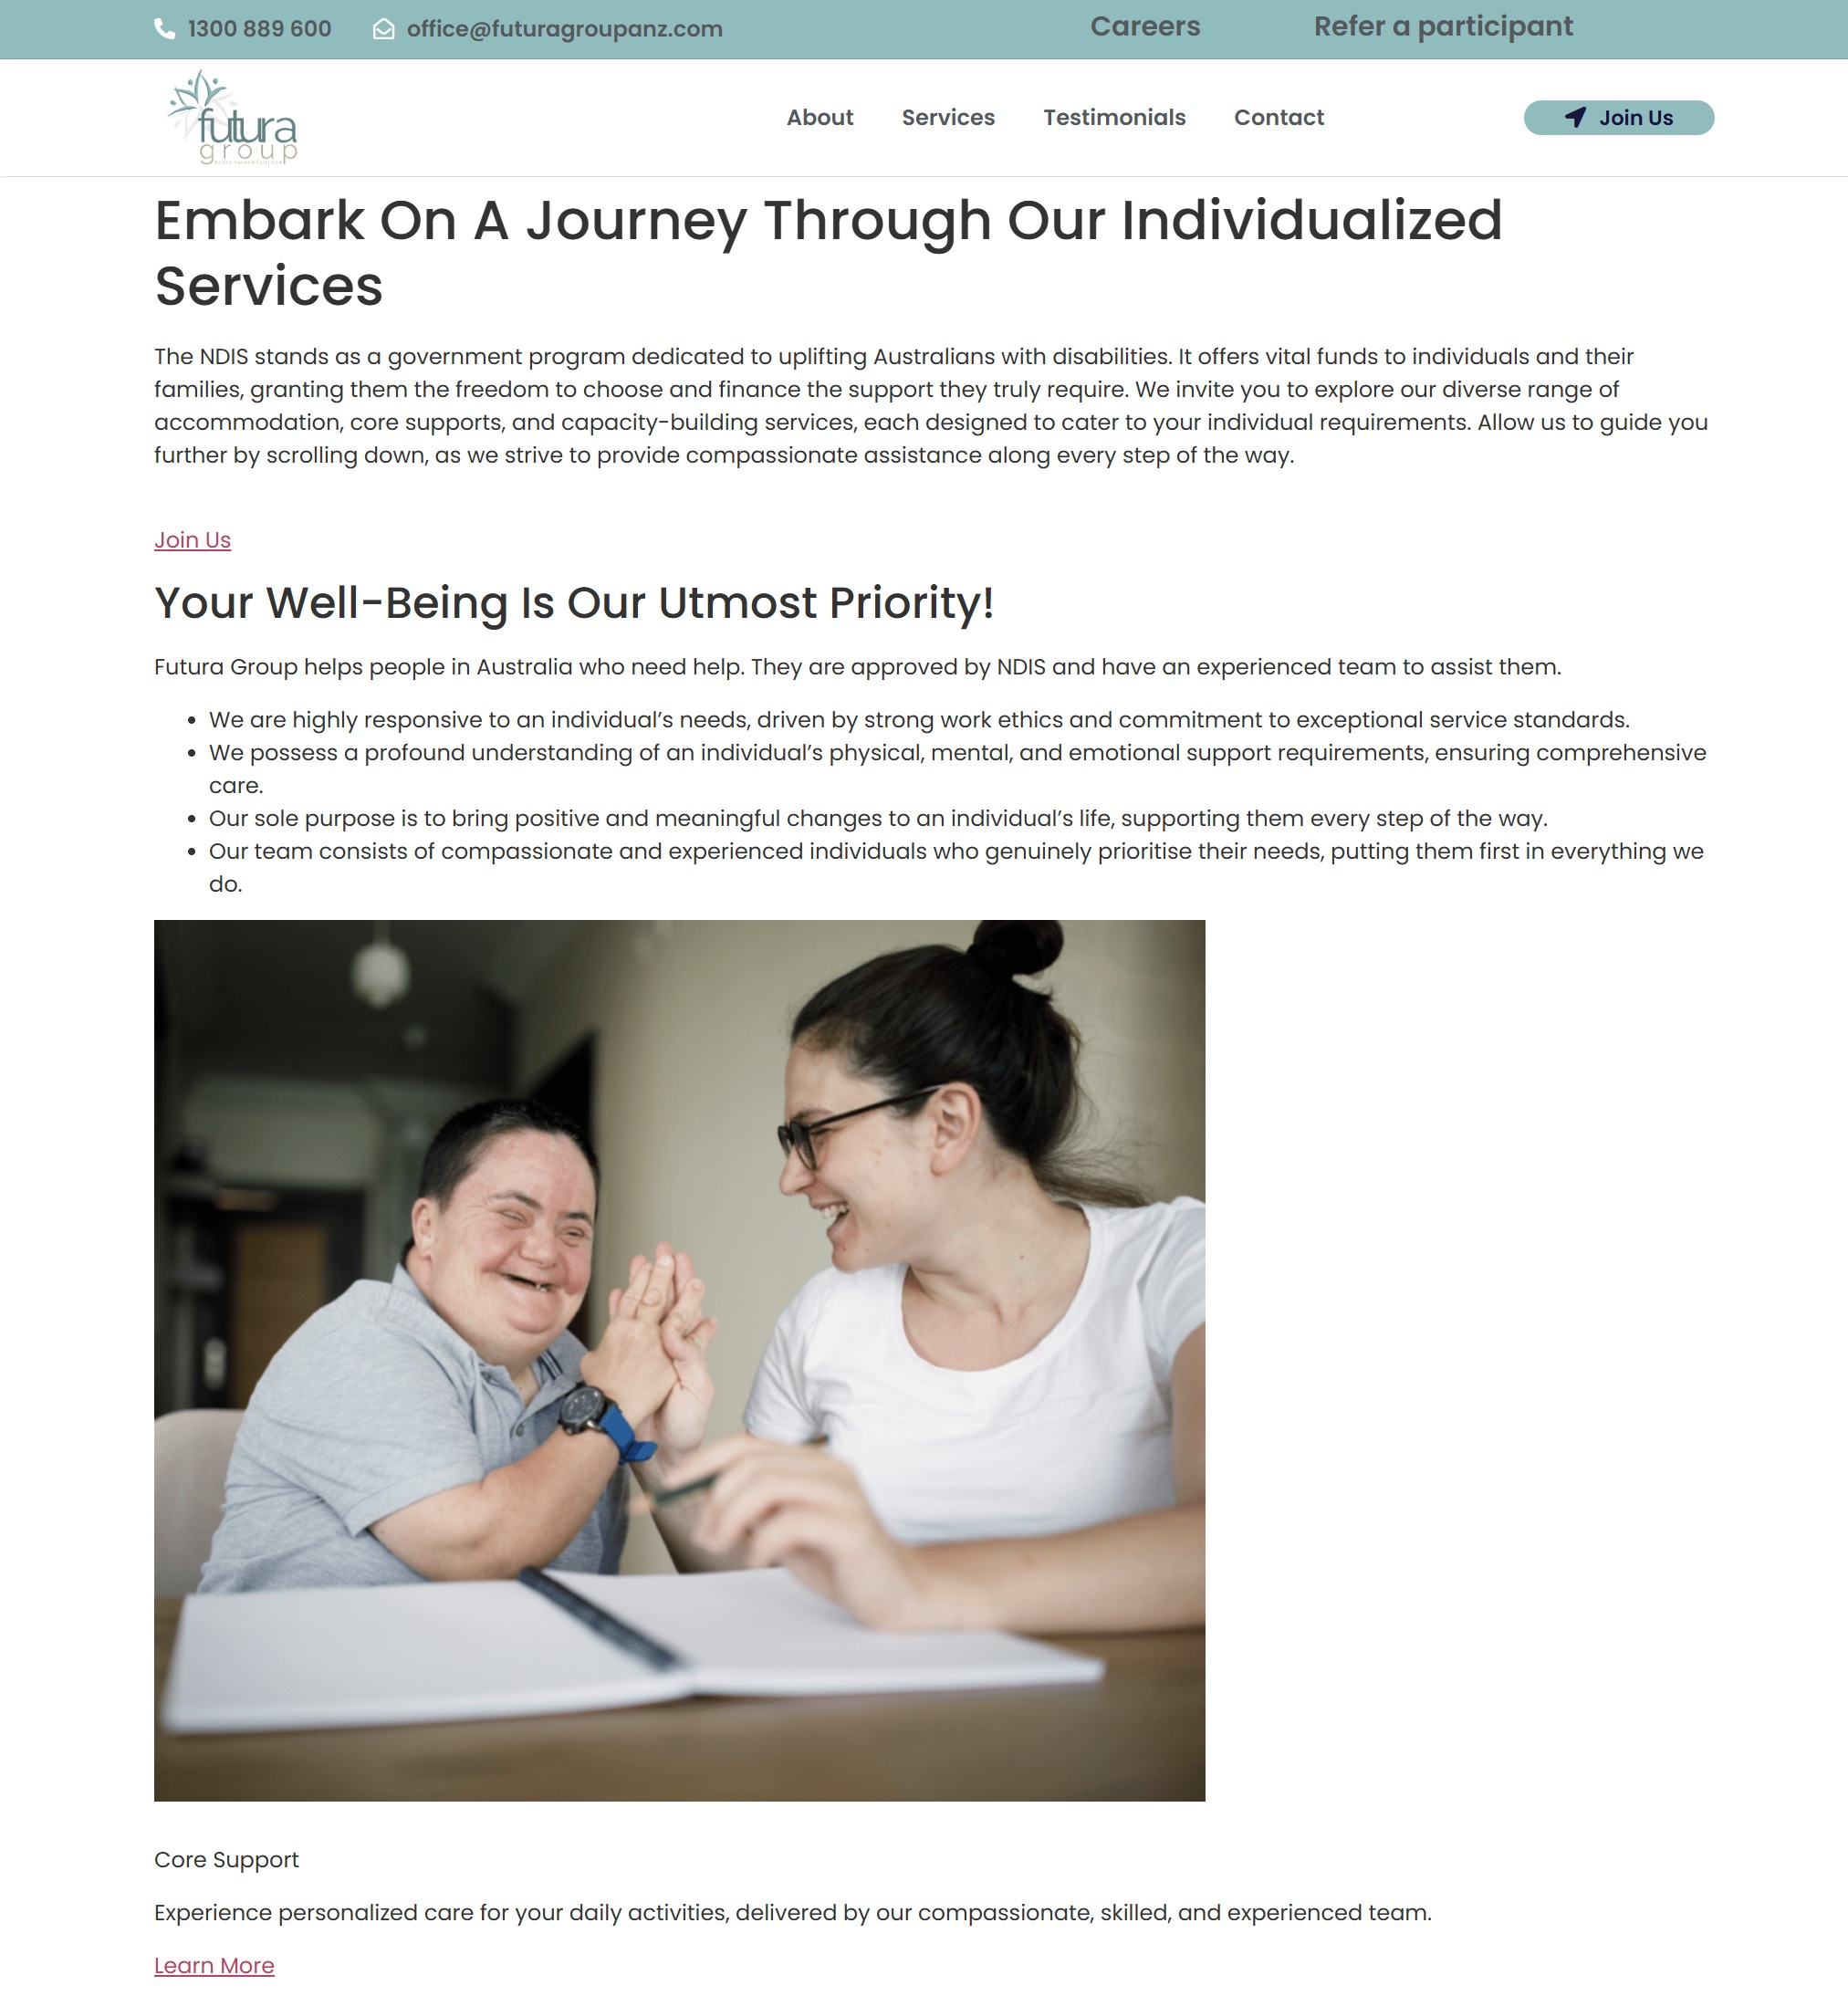 1300 889 600 office@futuragroupanz.com Careers Refer a participant
futura
group
About Services Testimonials Contact Join Us
Embark On A Journey Through Our Individualized
Services
The NDIS stands as a government program dedicated to uplifting Australians with disabilities. It offers vital funds to individuals and their
families, granting them the freedom to choose and finance the support they truly require. We invite you to explore our diverse range of
accommodation, core supports, and capacity-building services, each designed to cater to your individual requirements. Allow us to guide you
further by scrolling down, as we strive to provide compassionate assistance along every step of the way.
Join Us
Your Well-Being Is Our Utmost Priority!
Futura Group helps people in Australia who need help. They are approved by NDIS and have an experienced team to assist them.
• We are highly responsive to an individual’s needs, driven by strong work ethics and commitment to exceptional service standards.
• We possess a profound understanding of an individual’s physical, mental, and emotional support requirements, ensuring comprehensive
care.
• Our sole purpose is to bring positive and meaningful changes to an individual’s life, supporting them every step of the way.
• Our team consists of compassionate and experienced individuals who genuinely prioritise their needs, putting them first in everything we
do.
Core Support
Experience personalized care for your daily activities, delivered by our compassionate, skilled, and experienced team.
Learn More